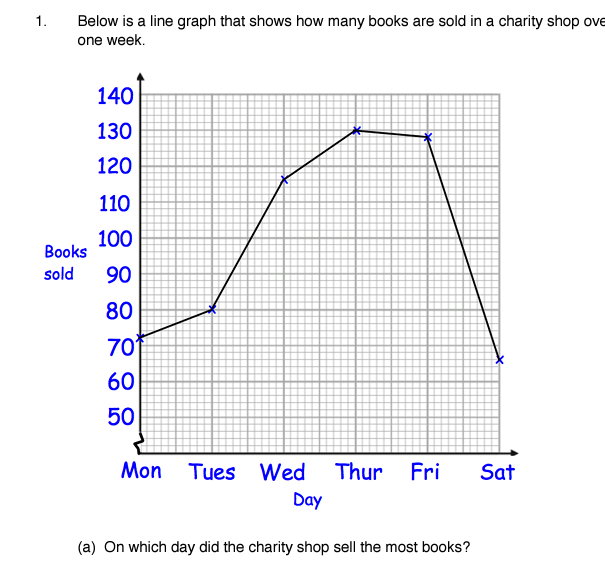 1. Below is a line graph that shows how many books are sold in a charity shop ove
one week.
140
130
120
110
100
Books
sold
90
80
70
60
50
Mon Tues Wed Thur Fri Sat
Day
(a) On which day did the charity shop sell the most books?